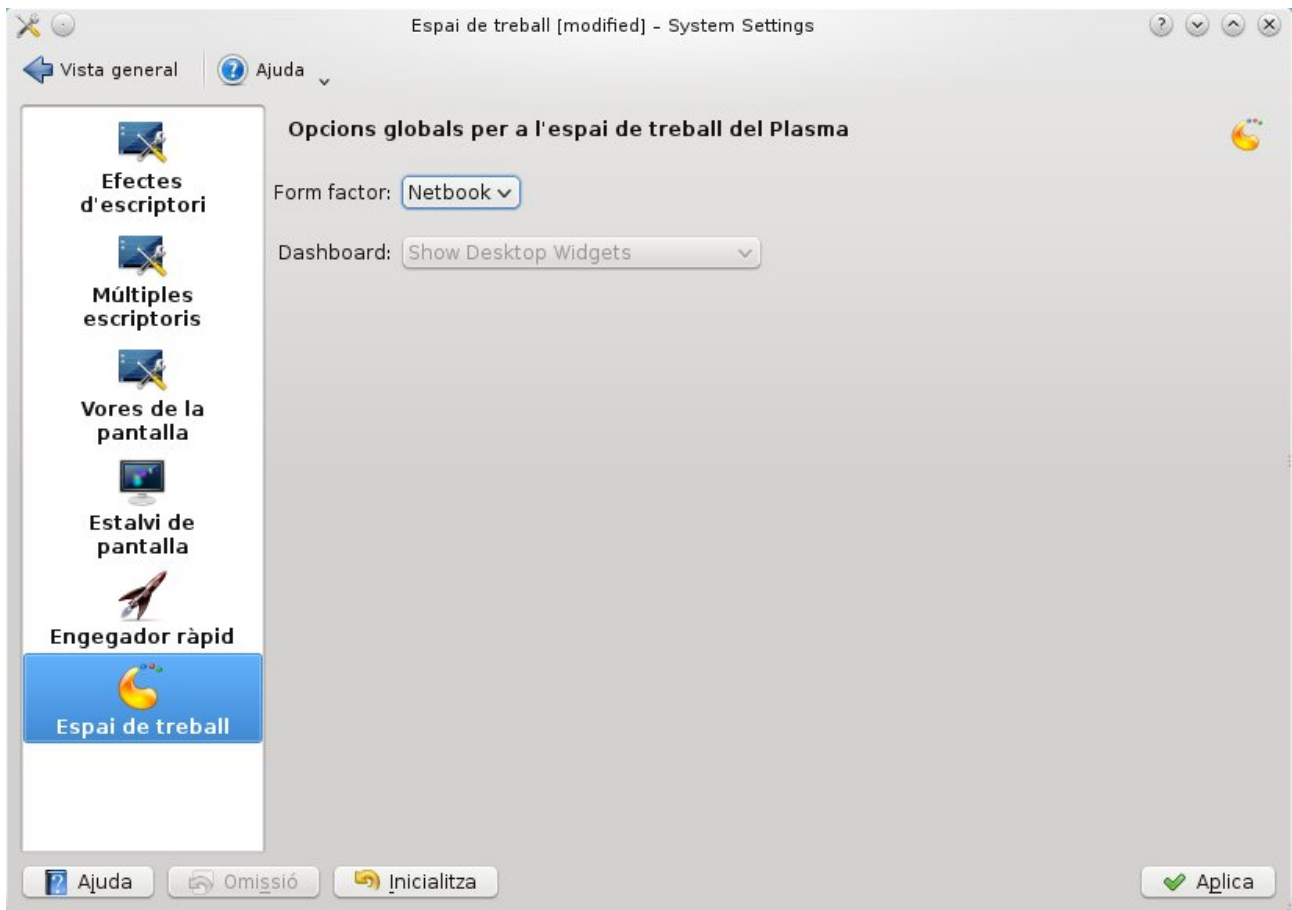 Espai de treball [modified] – System Settings
Vista general
Ajuda
Opcions globals per a l'espai de treball del Plasma
Efectes
d'escriptori
Form factor: Netbook
Dashboard: Show Desktop Widgets
Múltiples
escriptoris
Vores de la
pantalla
Estalvi de
pantalla
Engegador ràpid
Espai de treball
Ajuda
Omissió
Inicialitza
Aplica